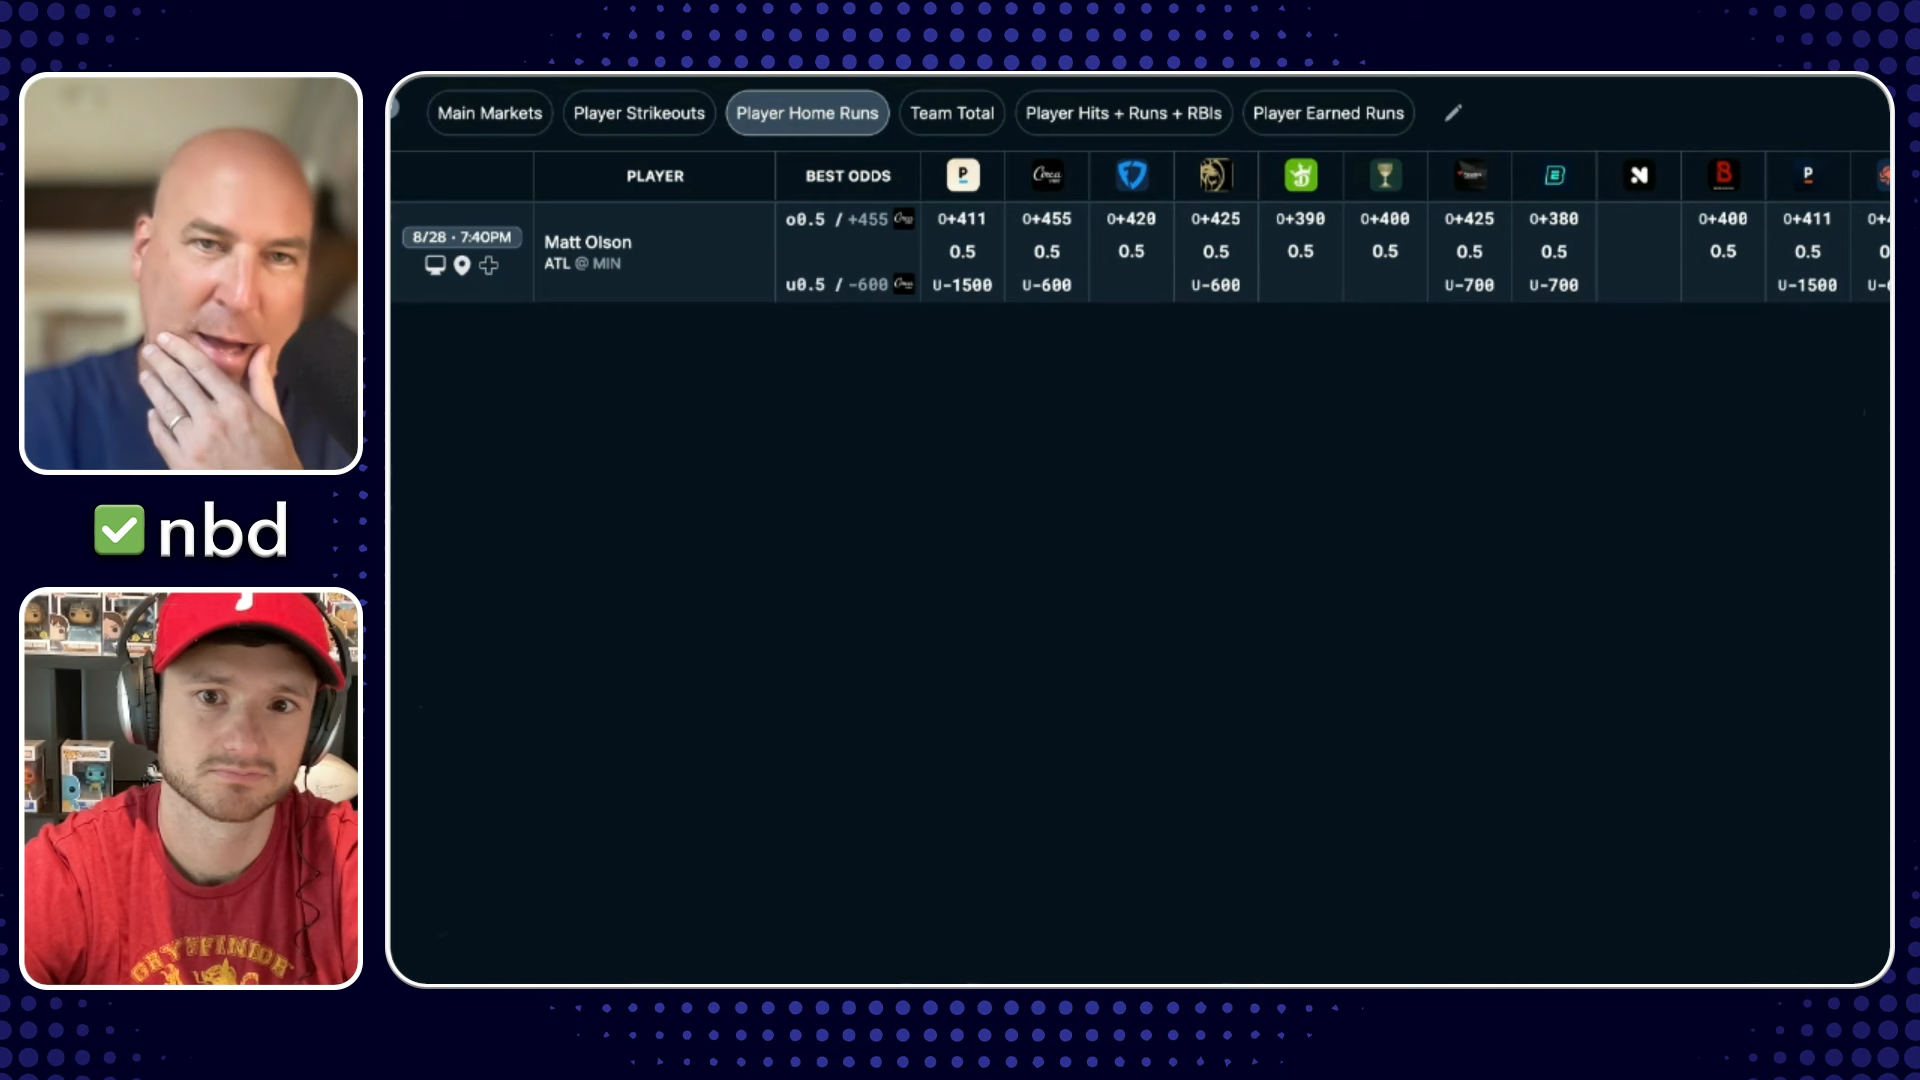 Main Markets
Player Strikeouts
Player Home Runs
Team Total
Player Hits + Runs + RBIs
Player Earned Runs
PLAYER
BEST ODDS
P
Circa
N
B
P
8/28 • 7:40PM
Matt Olson
ATL @ MIN
o0.5 / +455
u0.5 / -600
O+411
0.5
U-1500
O+455
0.5
U-600
O+420
0.5
O+425
0.5
U-600
O+390
0.5
O+400
0.5
O+425
0.5
U-700
O+380
0.5
U-700
O+400
0.5
O+411
0.5
U-1500
✅ nbd
GRYFFINDOR